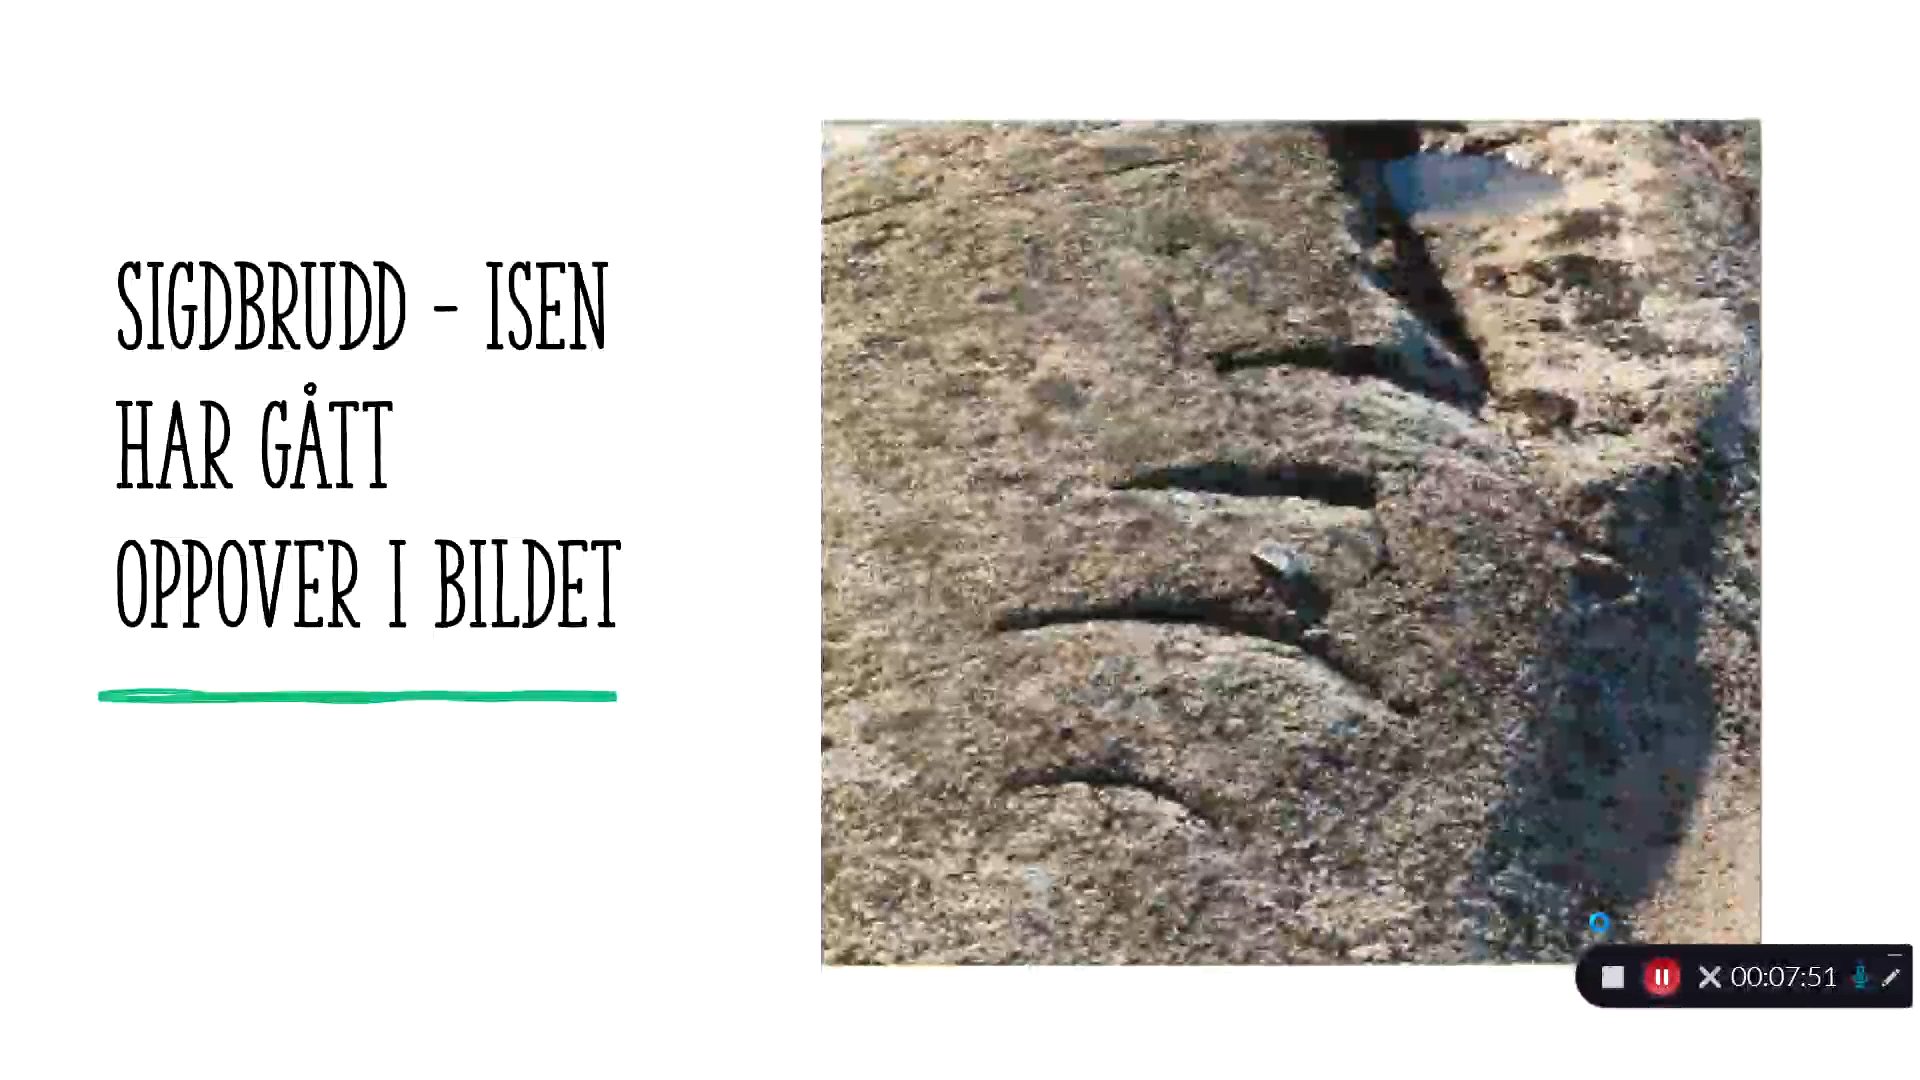 SIGDBRUDD - ISEN
HAR GÅTT
OPPOVER I BILDET
00:07:51